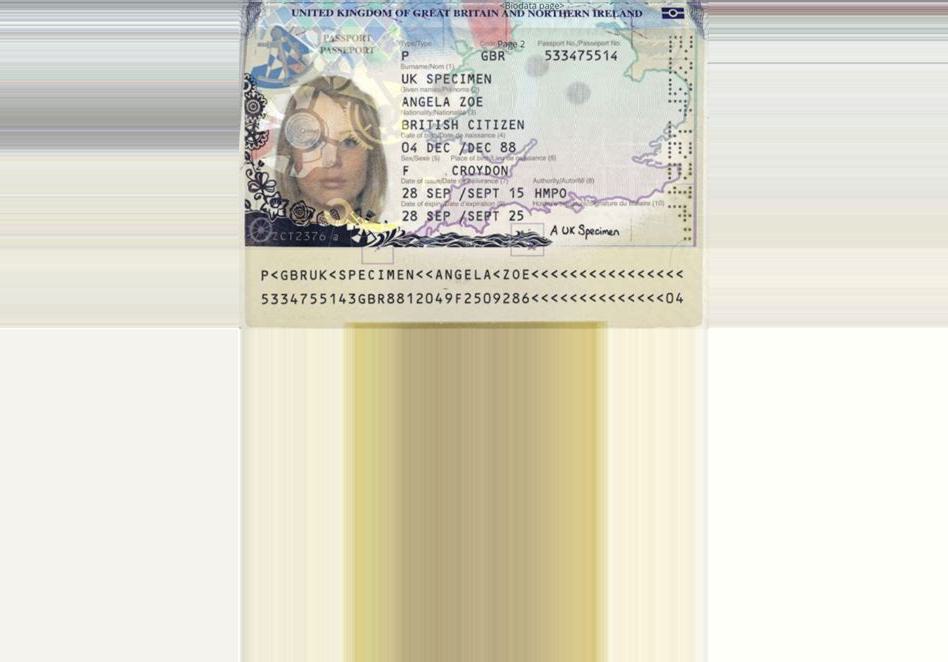 <Biodata page>
UNITED KINGDOM OF GREAT BRITAIN AND NORTHERN IRELAND
PASSPORT
PASSEPORT
Type/Type Code/ Page 2 Passport No./Passeport No.
P GBR 533475514
Surname/Nom (1)
UK SPECIMEN
Given names/Prénoms (2)
ANGELA ZOE
Nationality/Nationalité (3)
BRITISH CITIZEN
Date of birth/Date de naissance (4)
04 DEC /DEC 88
Sex/Sexe (5) Place of birth/Lieu de naissance (6)
F CROYDON
Date of issue/Date de délivrance (7) Authority/Autorité (8)
28 SEP /SEPT 15 HMPO
Date of expiry/Date d'expiration (9) Holder's signature/Signature du titulaire (10)
28 SEP /SEPT 25
A UK Specimen
ZCT2376
P<GBRUK<SPECIMEN<<ANGELA<ZOE<<<<<<<<<<<<<<<<
5334755143GBR8812049F2509286<<<<<<<<<<<<<<04